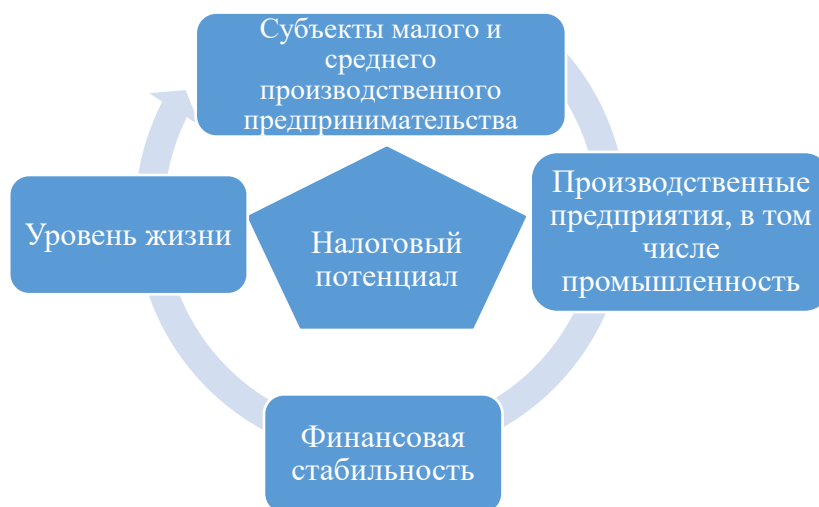 Субъекты малого и
среднего
производственного
предпринимательства
Производственные
предприятия, в том
числе
промышленность
Уровень жизни
Налоговый
потенциал
Финансовая
стабильность